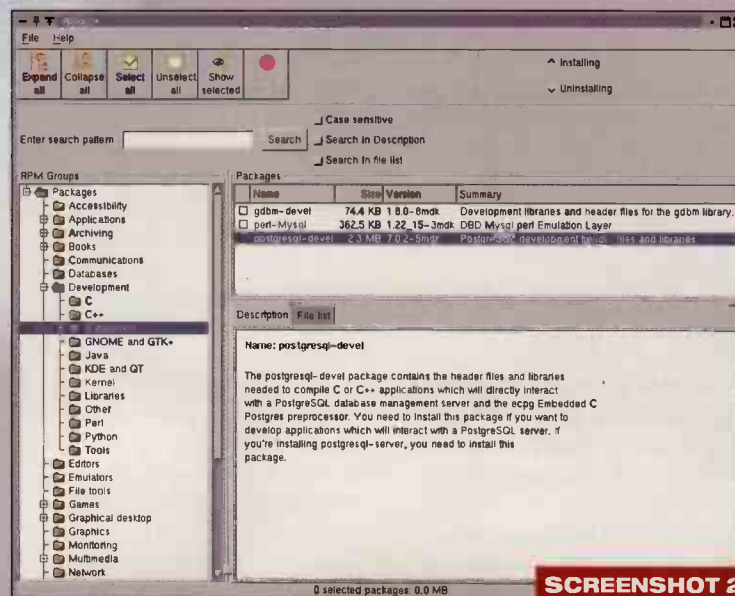 File Help
Expand all
Collapse all
Select all
Unselect all
Show selected
Installing
Uninstalling
Case sensitive
Enter search pattern Search Search in Description
Search in file list
RPM Groups
Packages
Accessibility
Applications
Archiving
Books
Communications
Databases
Development
C
C++
GNOME and GTK+
Java
KDE and QT
Kernel
Libraries
Other
Perl
Python
Tools
Editors
Emulators
File tools
Games
Graphical desktop
Graphics
Monitoring
Multimedia
Network
Packages
Name Size Version Summary
gdbm-devel 74.4 KB 1.8.0-6mdk Development libraries and header files for the gdbm library.
perl-Mysql 362.5 KB 1.22_15-3mdk DBD Mysql perl Emulation Layer
postgresql-devel 2.3 MB PostgreSQL development files and libraries
Description File list
Name: postgresql-devel
The postgresql-devel package contains the header files and libraries
needed to compile C or C++ applications which will directly interact
with a PostgreSQL database management server and the ecpg Embedded C
Postgres preprocessor. You need to install this package if you want to
develop applications which will interact with a PostgreSQL server. If
you're installing postgresql-server, you need to install this
package.
0 selected packages: 0.0 MB
SCREENSHOT 2